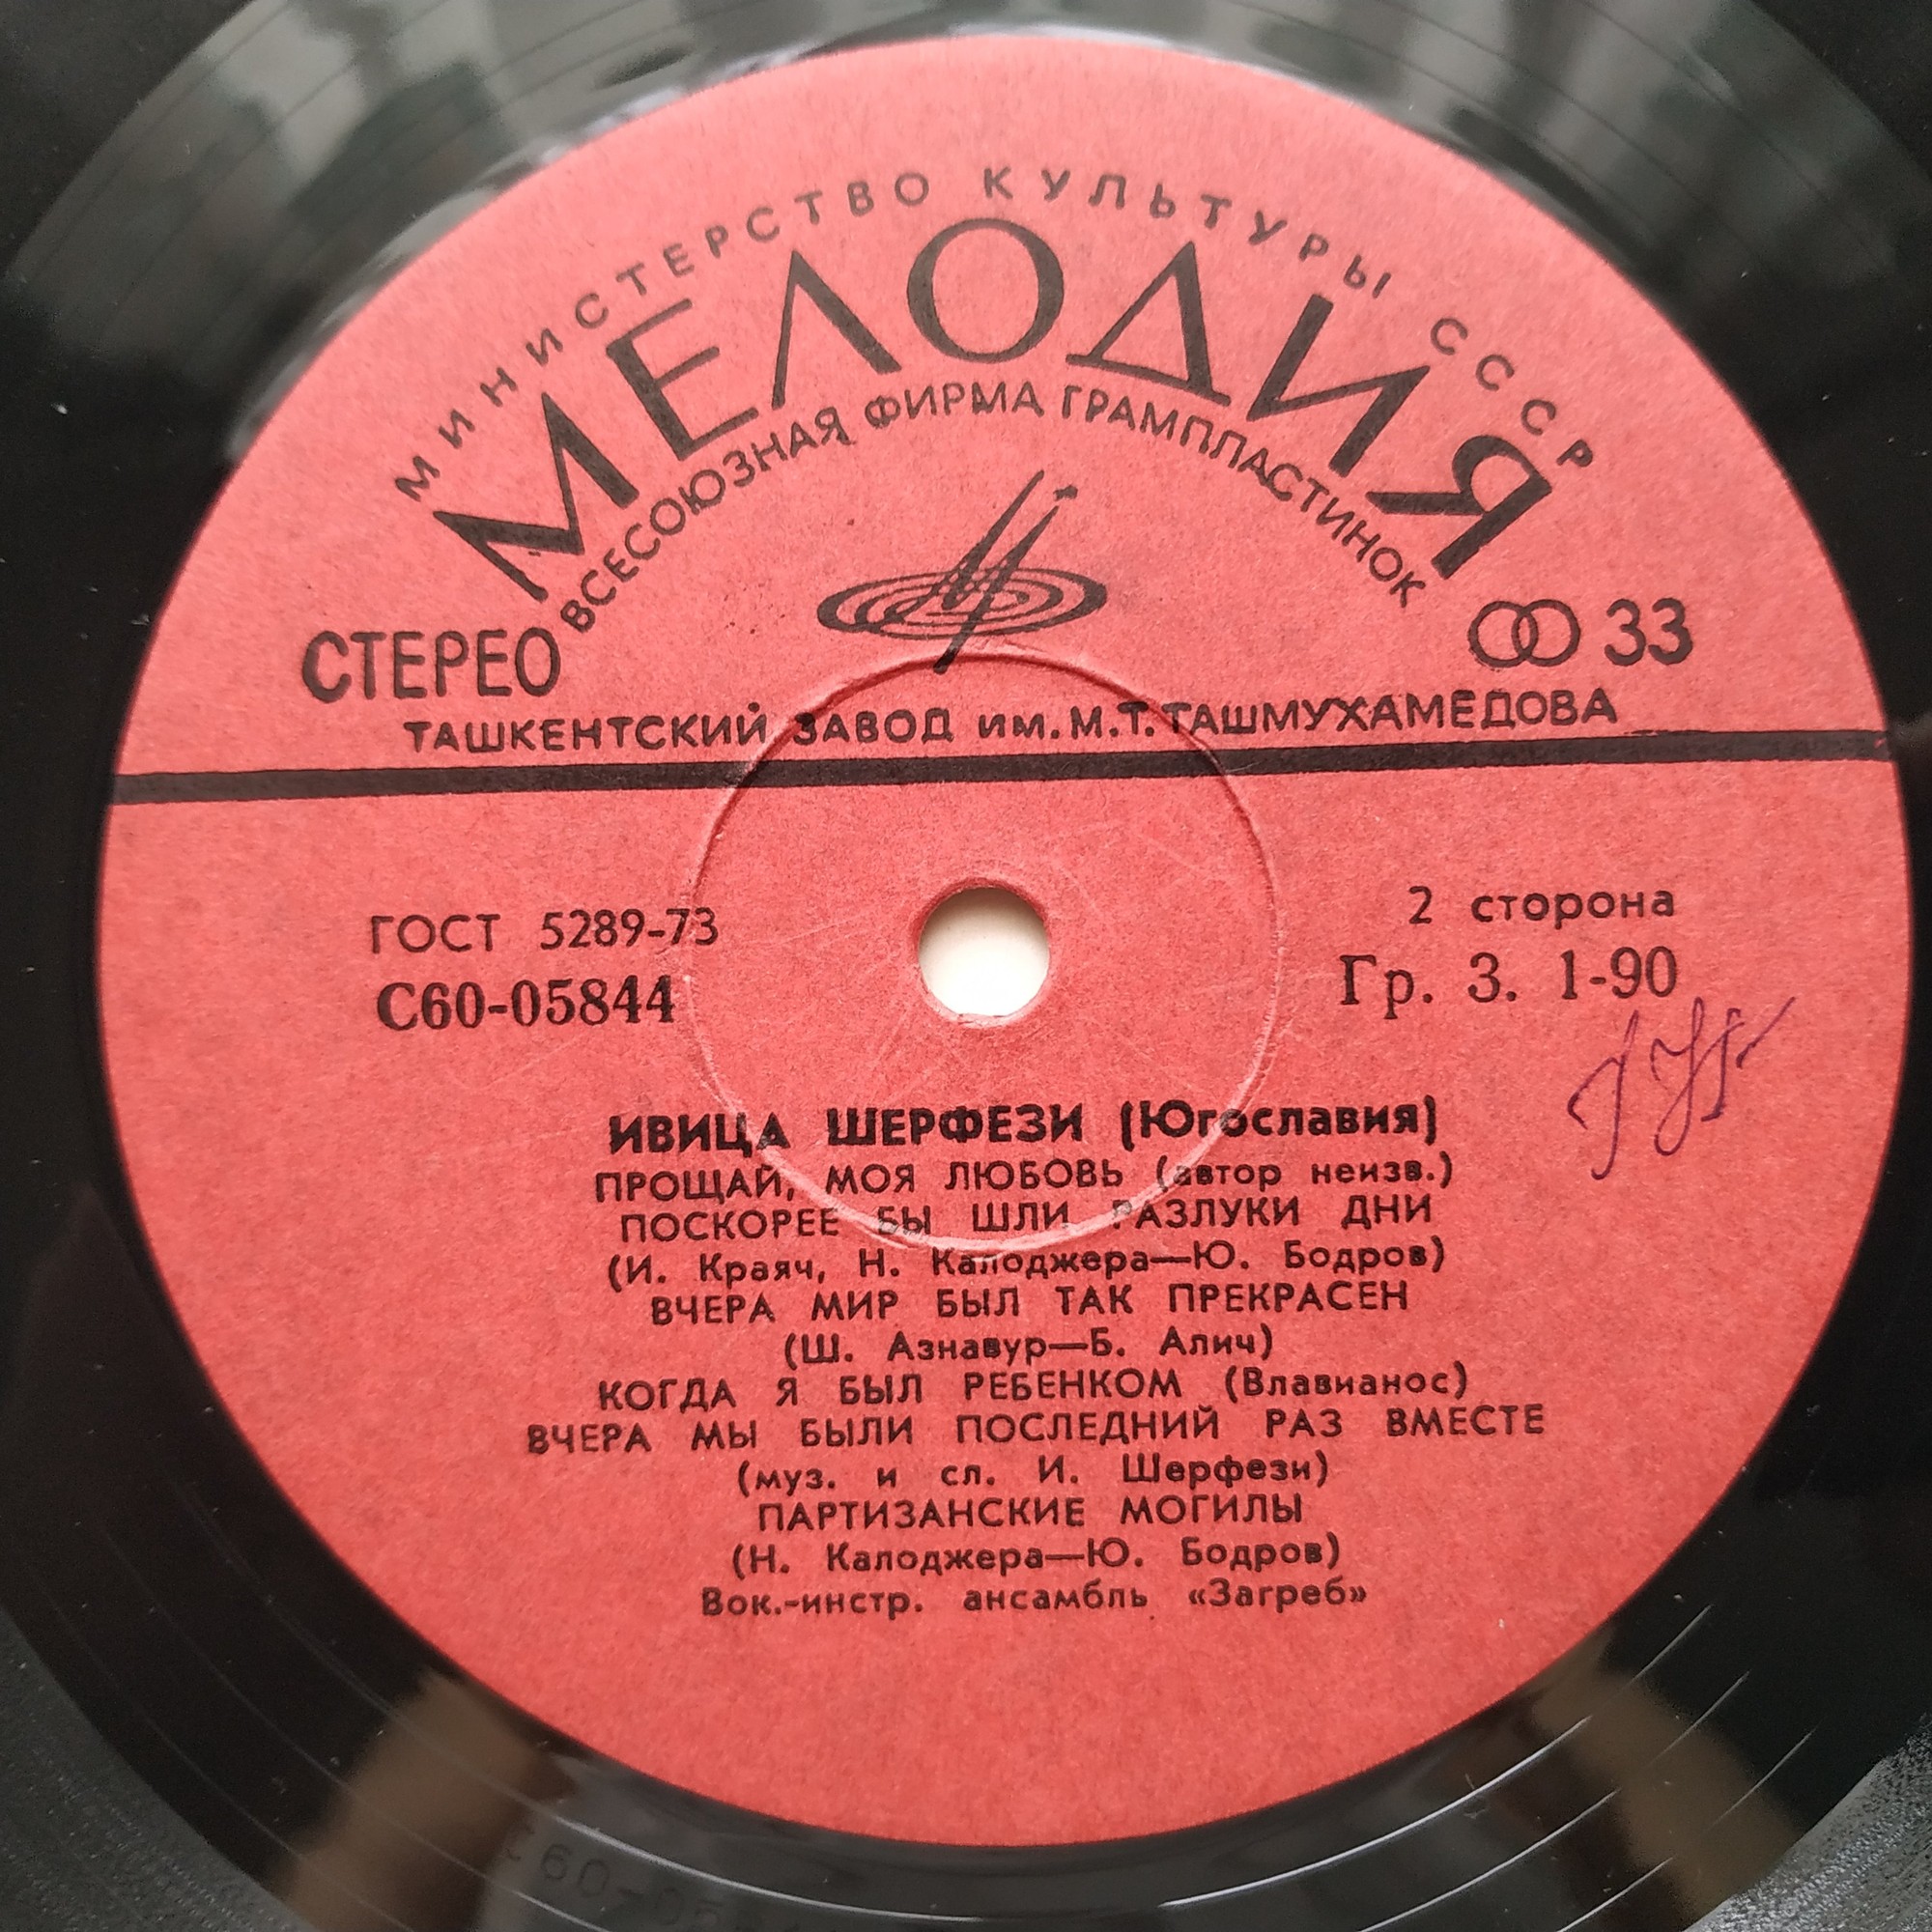 МИНИСТЕРСТВО КУЛЬТУРЫ СССР
МЕЛОДИЯ
ВСЕСОЮЗНАЯ ФИРМА ГРАМПЛАСТИНОК
СТЕРЕО
33
ТАШКЕНТСКИЙ ЗАВОД им. М.Т. ТАШМУХАМЕДОВА
ГОСТ 5289-73
2 сторона
С60-05844
Гр. 3. 1-90
ИВИЦА ШЕРФЕЗИ (Югославия)
ПРОЩАЙ, МОЯ ЛЮБОВЬ (автор неизв.)
ПОСКОРЕЕ БЫ ШЛИ РАЗЛУКИ ДНИ
(И. Краяч, Н. Калоджера—Ю. Бодров)
ВЧЕРА МИР БЫЛ ТАК ПРЕКРАСЕН
(Ш. Азнавур—Б. Алич)
КОГДА Я БЫЛ РЕБЕНКОМ (Влавианос)
ВЧЕРА МЫ БЫЛИ ПОСЛЕДНИЙ РАЗ ВМЕСТЕ
(муз. и сл. И. Шерфези)
ПАРТИЗАНСКИЕ МОГИЛЫ
(Н. Калоджера—Ю. Бодров)
Вок.-инстр. ансамбль «Загреб»